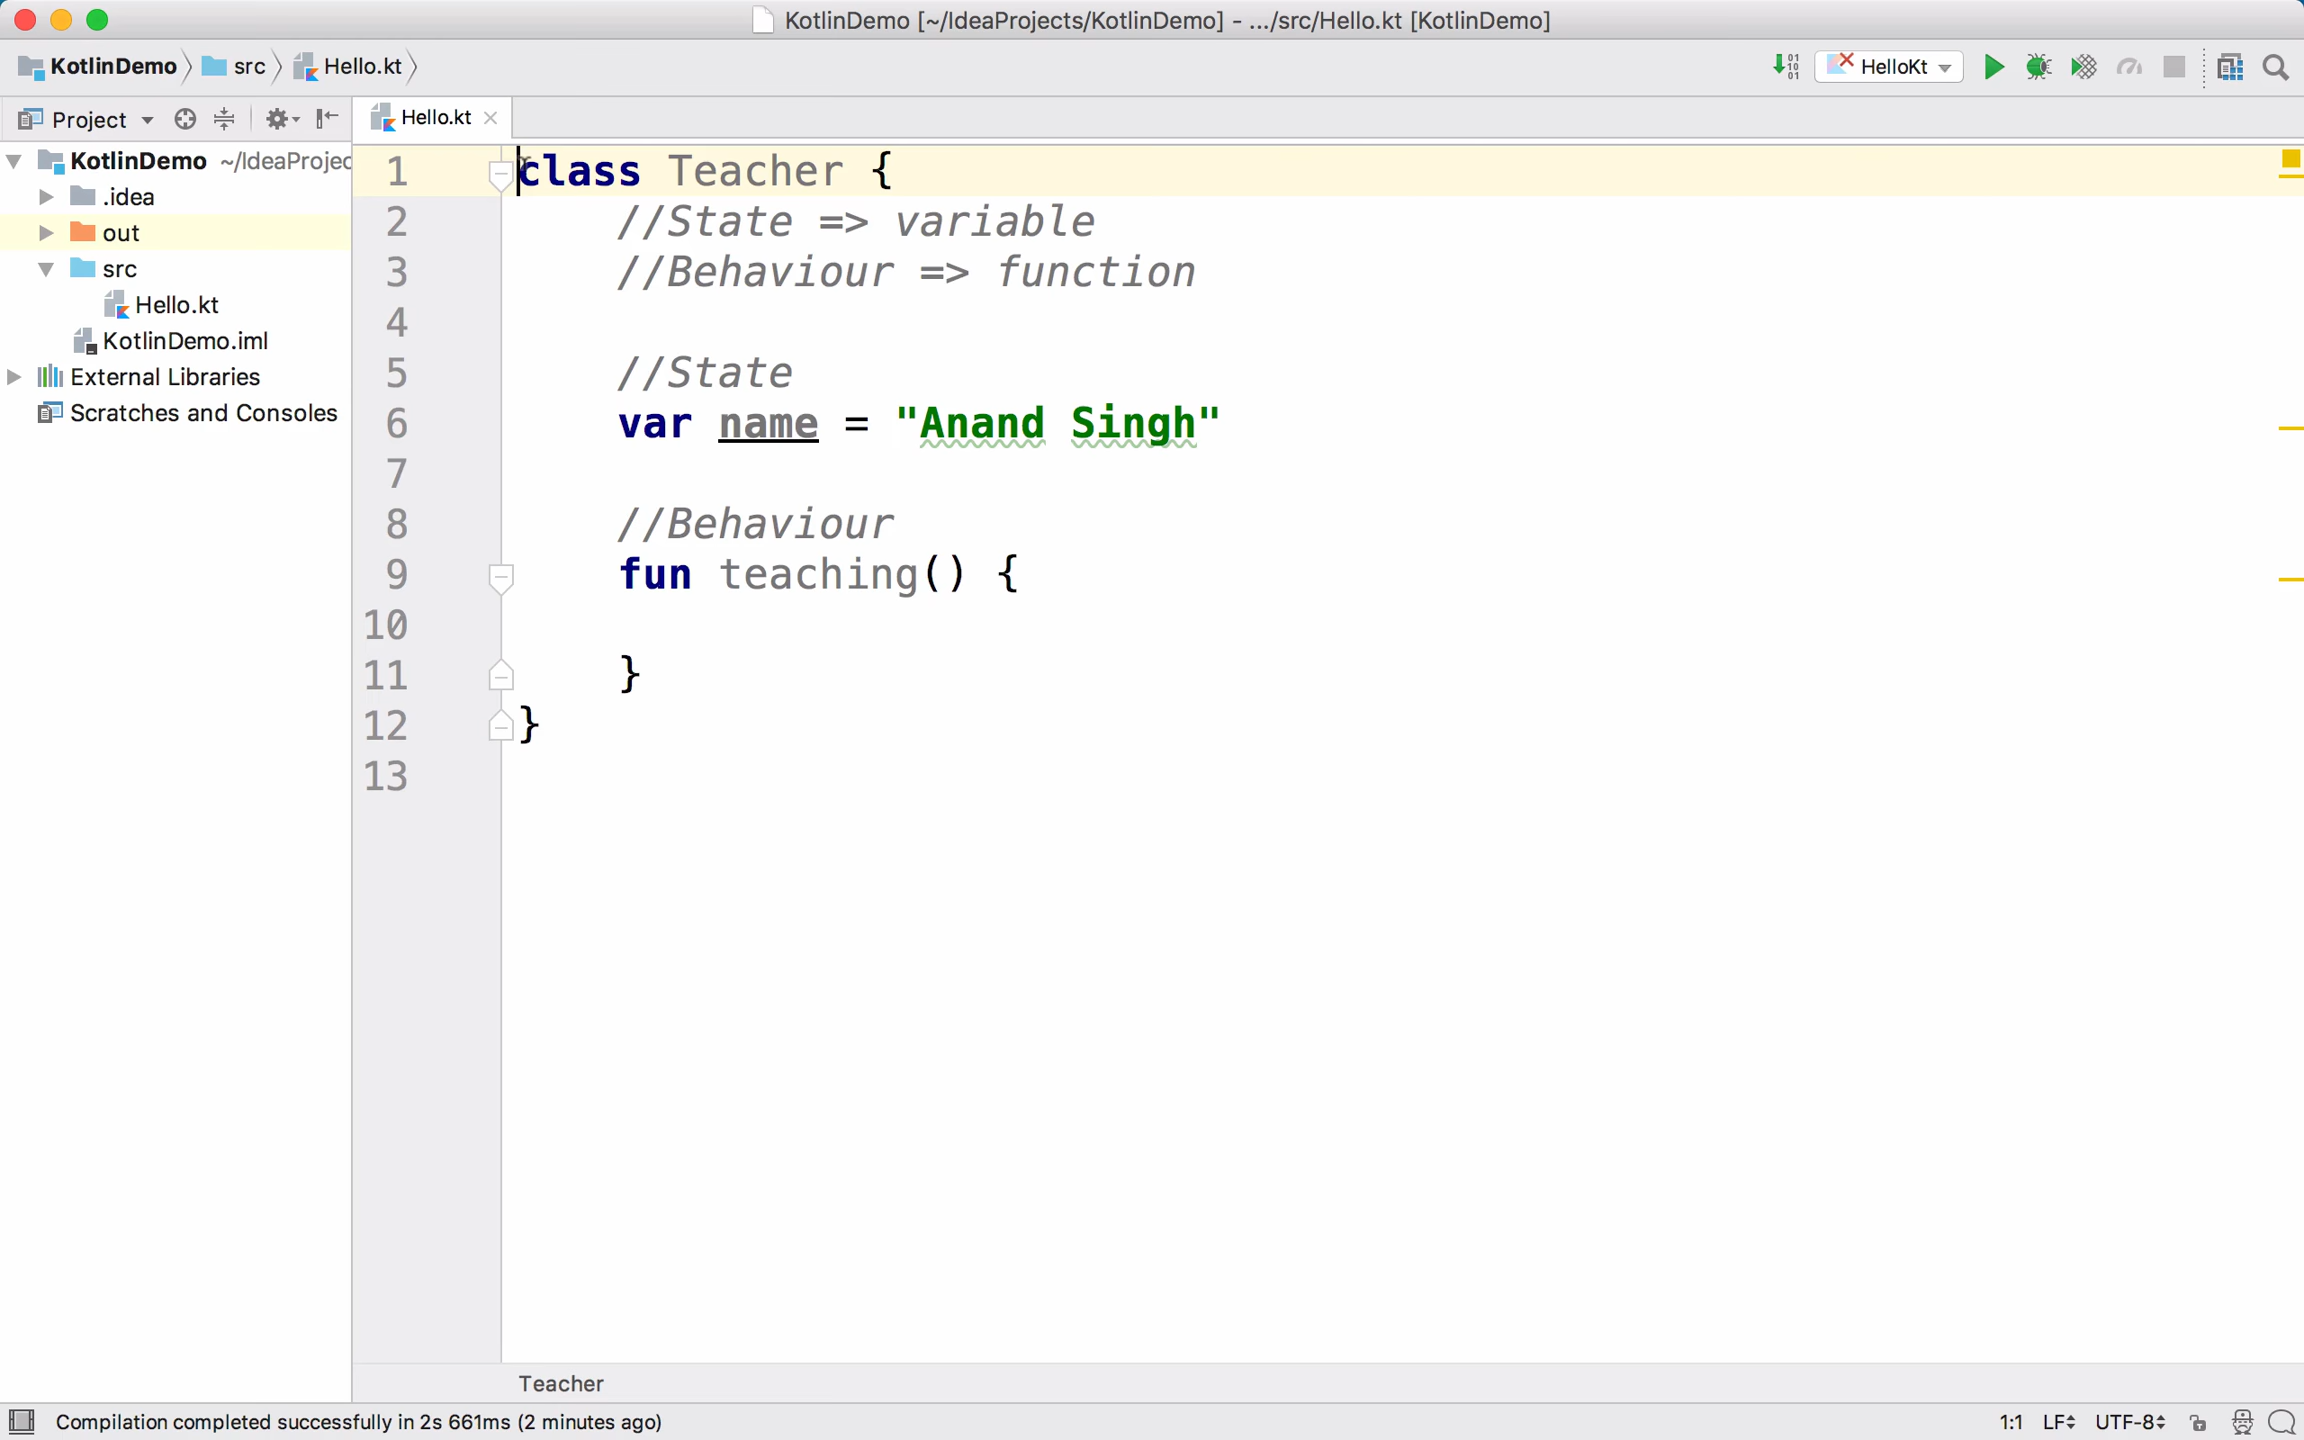 KotlinDemo [~/IdeaProjects/KotlinDemo] - .../src/Hello.kt [KotlinDemo]
KotlinDemo src Hello.kt
HelloKt
Project
Hello.kt
KotlinDemo ~/IdeaProjec
.idea
out
src
Hello.kt
KotlinDemo.iml
External Libraries
Scratches and Consoles
1 class Teacher {
2 //State => variable
3 //Behaviour => function
4
5 //State
6 var name = "Anand Singh"
7
8 //Behaviour
9 fun teaching() {
10
11 }
12 }
13
Teacher
Compilation completed successfully in 2s 661ms (2 minutes ago)
1:1 LF UTF-8